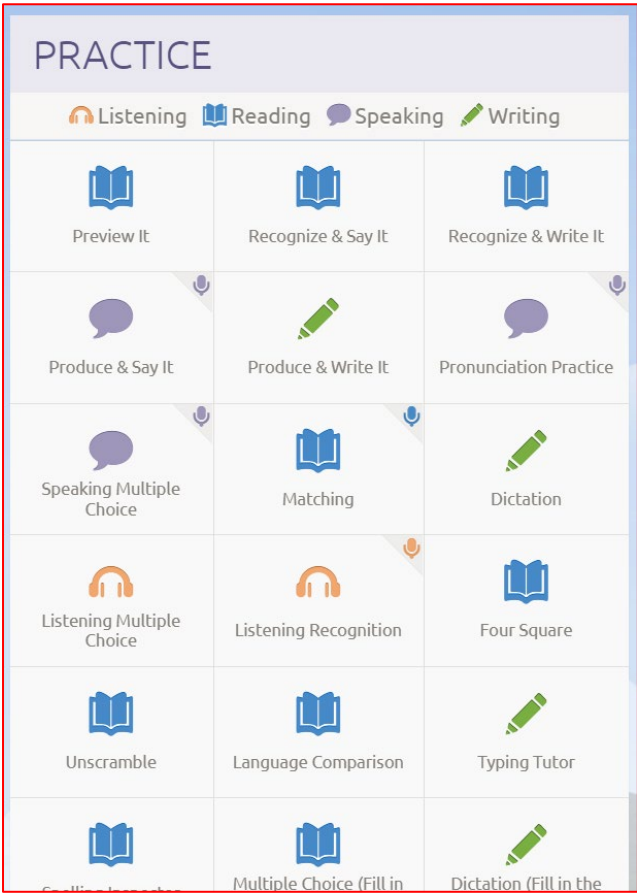 PRACTICE
Listening Reading Speaking Writing
Preview It Recognize & Say It Recognize & Write It
Produce & Say It Produce & Write It Pronunciation Practice
Speaking Multiple
Choice
Matching Dictation
Listening Multiple
Choice
Listening Recognition Four Square
Unscramble Language Comparison Typing Tutor
Multiple Choice (Fill in Dictation (Fill in the